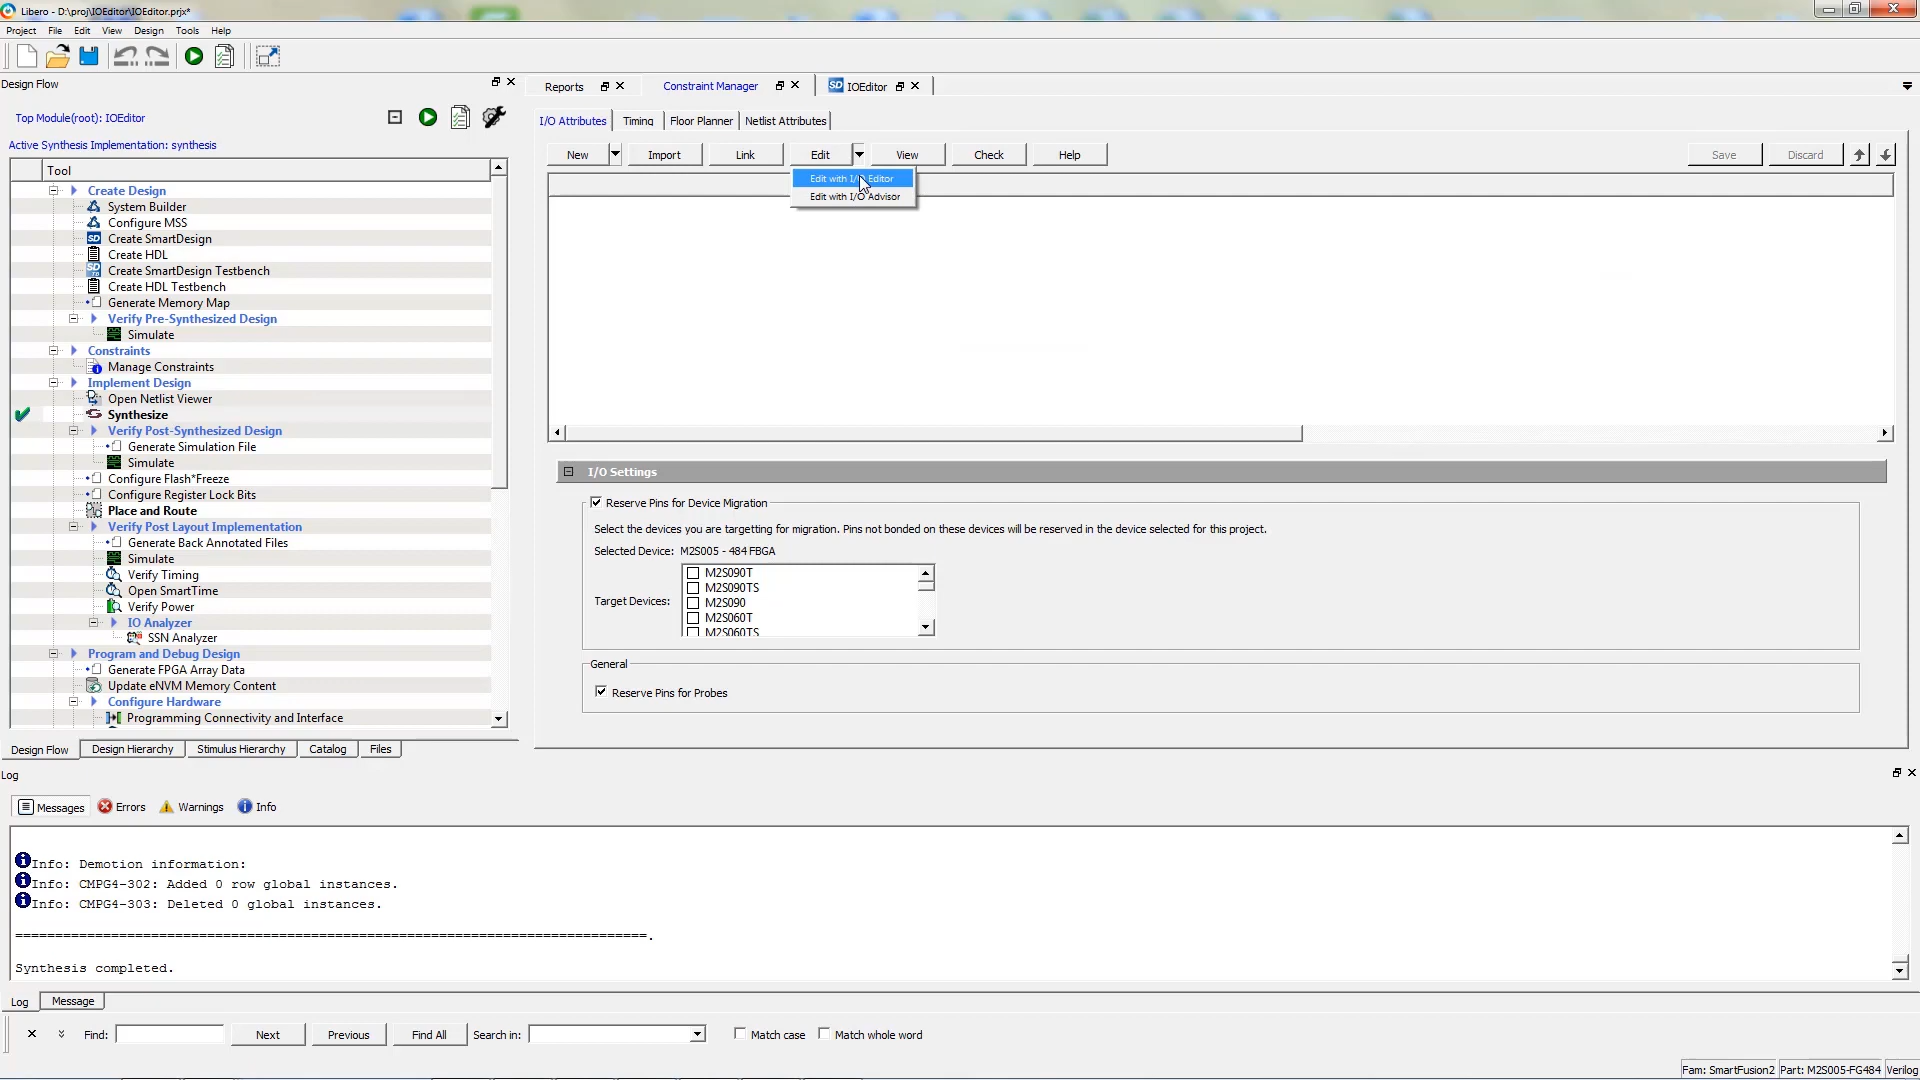 Libero - D:\proj\IOEditor\IOEditor.prjx*
Project File Edit View Design Tools Help
Design Flow
Reports Constraint Manager SD IOEditor
Top Module(root): IOEditor
I/O Attributes Timing Floor Planner Netlist Attributes
Active Synthesis Implementation: synthesis
New Import Link Edit View Check Help Save Discard
Edit with I/O Editor
Edit with I/O Advisor
Tool
Create Design
System Builder
Configure MSS
SD Create SmartDesign
Create HDL
Create SmartDesign Testbench
Create HDL Testbench
Generate Memory Map
Verify Pre-Synthesized Design
Simulate
Constraints
Manage Constraints
Implement Design
Open Netlist Viewer
Synthesize
Verify Post-Synthesized Design
Generate Simulation File
Simulate
Configure Flash*Freeze
Configure Register Lock Bits
Place and Route
Verify Post Layout Implementation
Generate Back Annotated Files
Simulate
Verify Timing
Open SmartTime
Verify Power
IO Analyzer
SSN Analyzer
Program and Debug Design
Generate FPGA Array Data
Update eNVM Memory Content
Configure Hardware
Programming Connectivity and Interface
I/O Settings
Reserve Pins for Device Migration
Select the devices you are targetting for migration. Pins not bonded on these devices will be reserved in the device selected for this project.
Selected Device: M2S005 - 484 FBGA
Target Devices:
M2S090T
M2S090TS
M2S090
M2S060T
M2S060TS
General
Reserve Pins for Probes
Design Flow Design Hierarchy Stimulus Hierarchy Catalog Files
Log
Messages Errors Warnings Info
Info: Demotion information:
Info: CMPG4-302: Added 0 row global instances.
Info: CMPG4-303: Deleted 0 global instances.
===============================================================================.
Synthesis completed.
Log Message
Find: Next Previous Find All Search in: Match case Match whole word
Fam: SmartFusion2 Part: M2S005-FG484 Verilog